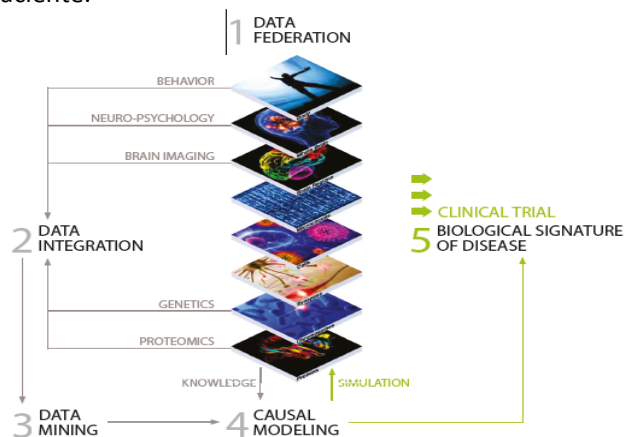 1 DATA
FEDERATION
BEHAVIOR
NEURO-PSYCHOLOGY
BRAIN IMAGING
CLINICAL TRIAL
2 DATA
INTEGRATION
5 BIOLOGICAL SIGNATURE
OF DISEASE
GENETICS
PROTEOMICS
KNOWLEDGE
SIMULATION
3 DATA
MINING
4 CAUSAL
MODELING